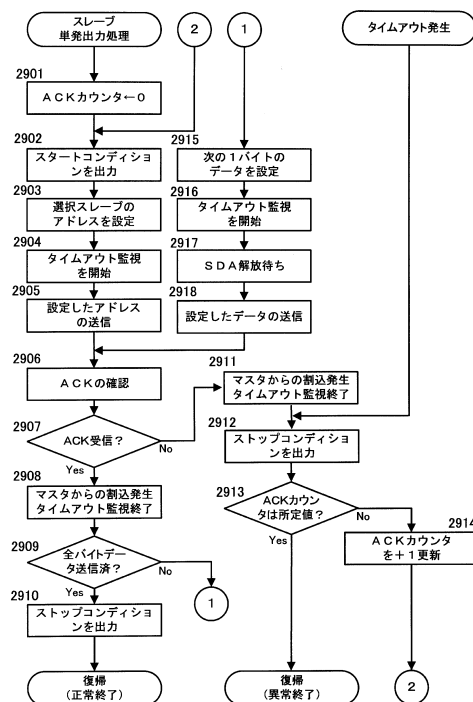 スレーブ
単発出力処理
2
1
タイムアウト発生
2901
ACKカウンタ←0
2902
スタートコンディション
を出力
2903
選択スレーブの
アドレスを設定
2904
タイムアウト監視
を開始
2905
設定したアドレス
の送信
2915
次の1バイトの
データを設定
2916
タイムアウト監視
を開始
2917
SDA解放待ち
2918
設定したデータの送信
2906
ACKの確認
2907
ACK受信?
No
Yes
2908
マスタからの割込発生
タイムアウト監視終了
2909
全バイトデー
タ送信済?
No
Yes
1
2910
ストップコンディション
を出力
復帰
(正常終了)
2911
マスタからの割込発生
タイムアウト監視終了
2912
ストップコンディション
を出力
2913
ACKカウン
タは所定値?
No
Yes
2914
ACKカウンタ
を+1更新
復帰
(異常終了)
2